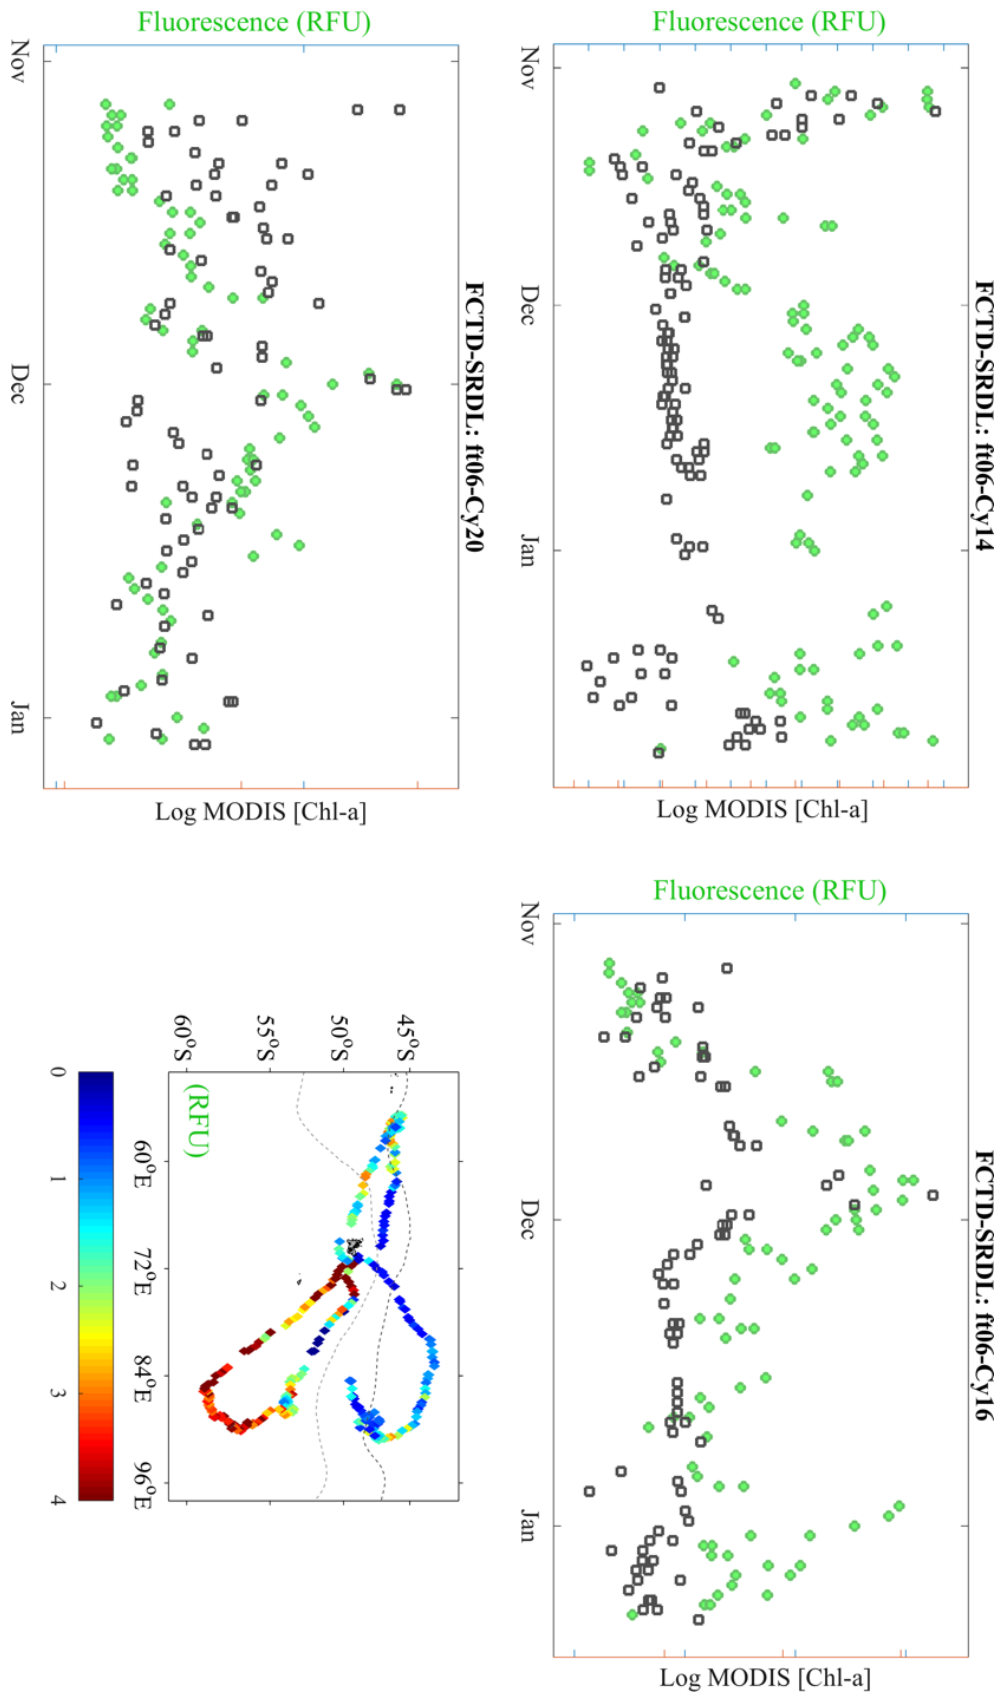 FCTD-SRDL: ft06-Cy14
Fluorescence (RFU)
Log MODIS [Chl-a]
Nov
Dec
Jan
FCTD-SRDL: ft06-Cy16
Fluorescence (RFU)
Log MODIS [Chl-a]
Nov
Dec
Jan
FCTD-SRDL: ft06-Cy20
Fluorescence (RFU)
Log MODIS [Chl-a]
Nov
Dec
Jan
45°S
50°S
55°S
60°S
60°E
72°E
84°E
96°E
(RFU)
0
1
2
3
4